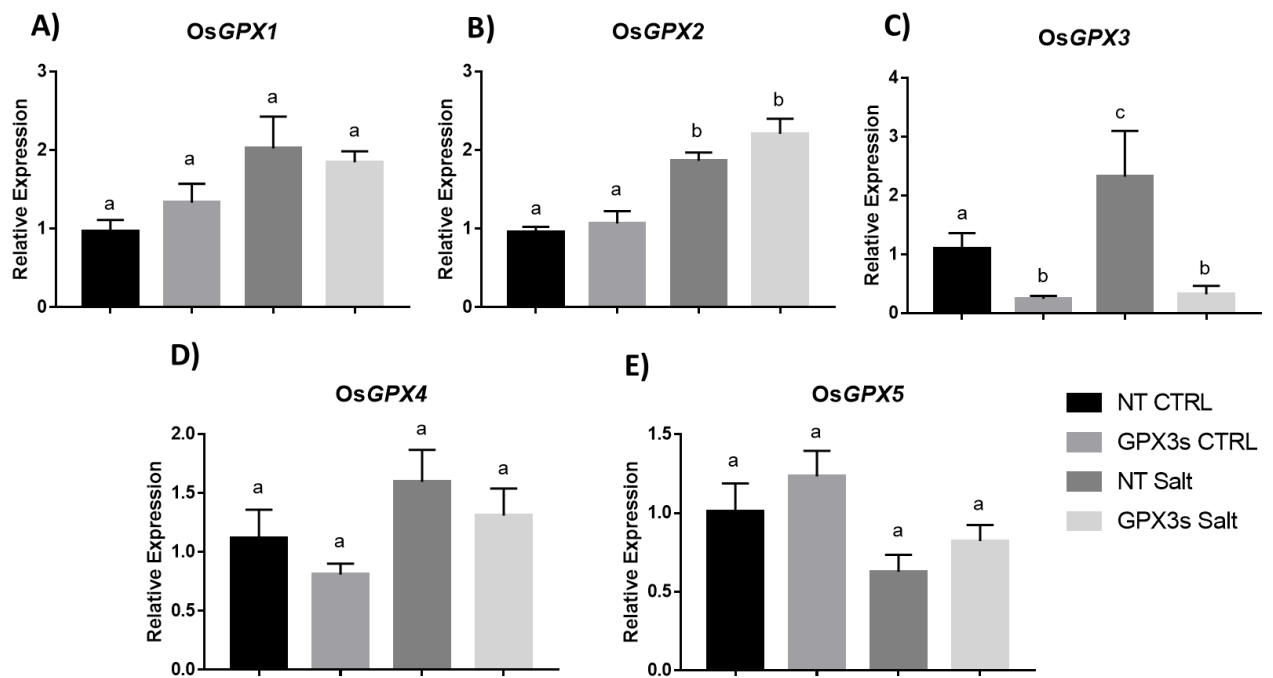 A)
OsGPX1
Relative Expression
3
2
1
0
a
a
a
a
B)
OsGPX2
Relative Expression
3
2
1
0
a
a
b
b
C)
OsGPX3
Relative Expression
4
3
2
1
0
a
b
c
b
D)
OsGPX4
Relative Expression
2.0
1.5
1.0
0.5
0.0
a
a
a
a
E)
OsGPX5
Relative Expression
1.5
1.0
0.5
0.0
a
a
a
a
NT CTRL
GPX3s CTRL
NT Salt
GPX3s Salt